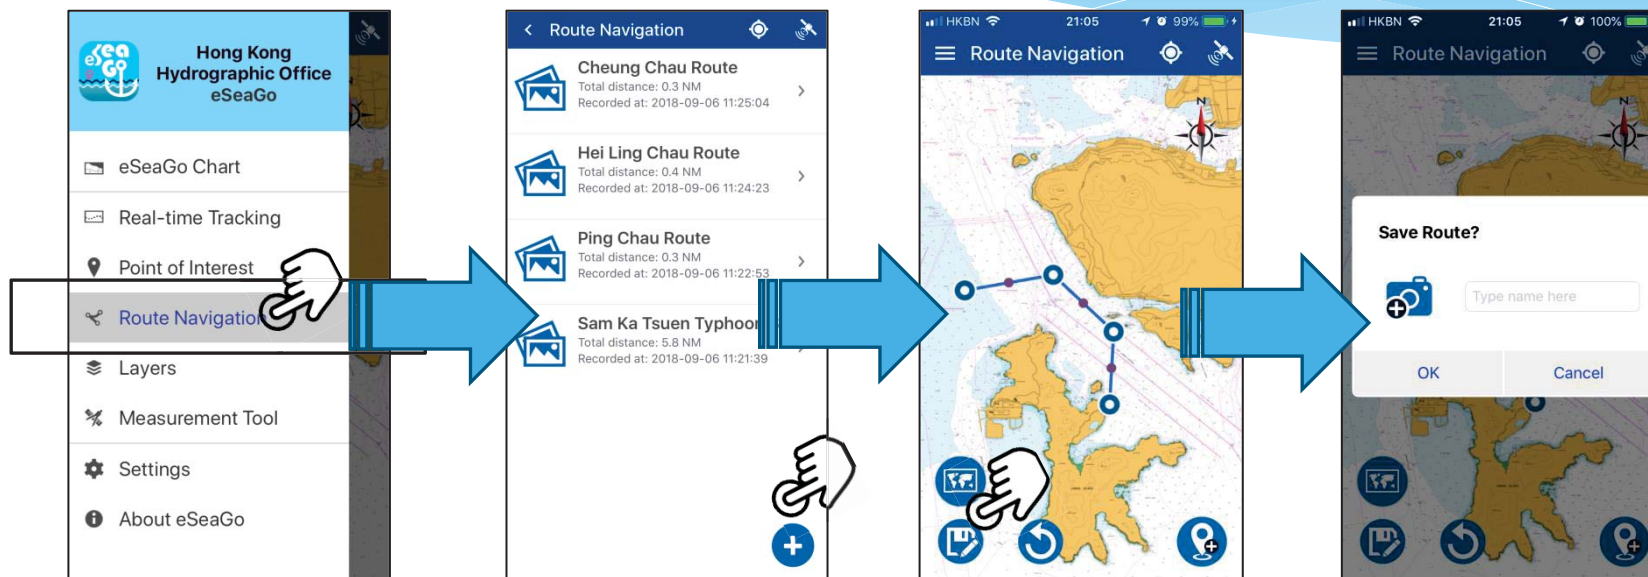 eSea
GO
Hong Kong
Hydrographic Office
eSeaGo
eSeaGo Chart
Real-time Tracking
Point of Interest
Route Navigation
Layers
Measurement Tool
Settings
About eSeaGo
Route Navigation
Cheung Chau Route
Total distance: 0.3 NM
Recorded at: 2018-09-06 11:25:04
Hei Ling Chau Route
Total distance: 0.4 NM
Recorded at: 2018-09-06 11:24:23
Ping Chau Route
Total distance: 0.3 NM
Recorded at: 2018-09-06 11:22:53
Sam Ka Tsuen Typhoon
Total distance: 5.8 NM
Recorded at: 2018-09-06 11:21:39
HKBN 21:05 99%
Route Navigation
N
HKBN 21:05 100%
Route Navigation
N
Save Route?
Type name here
OK Cancel